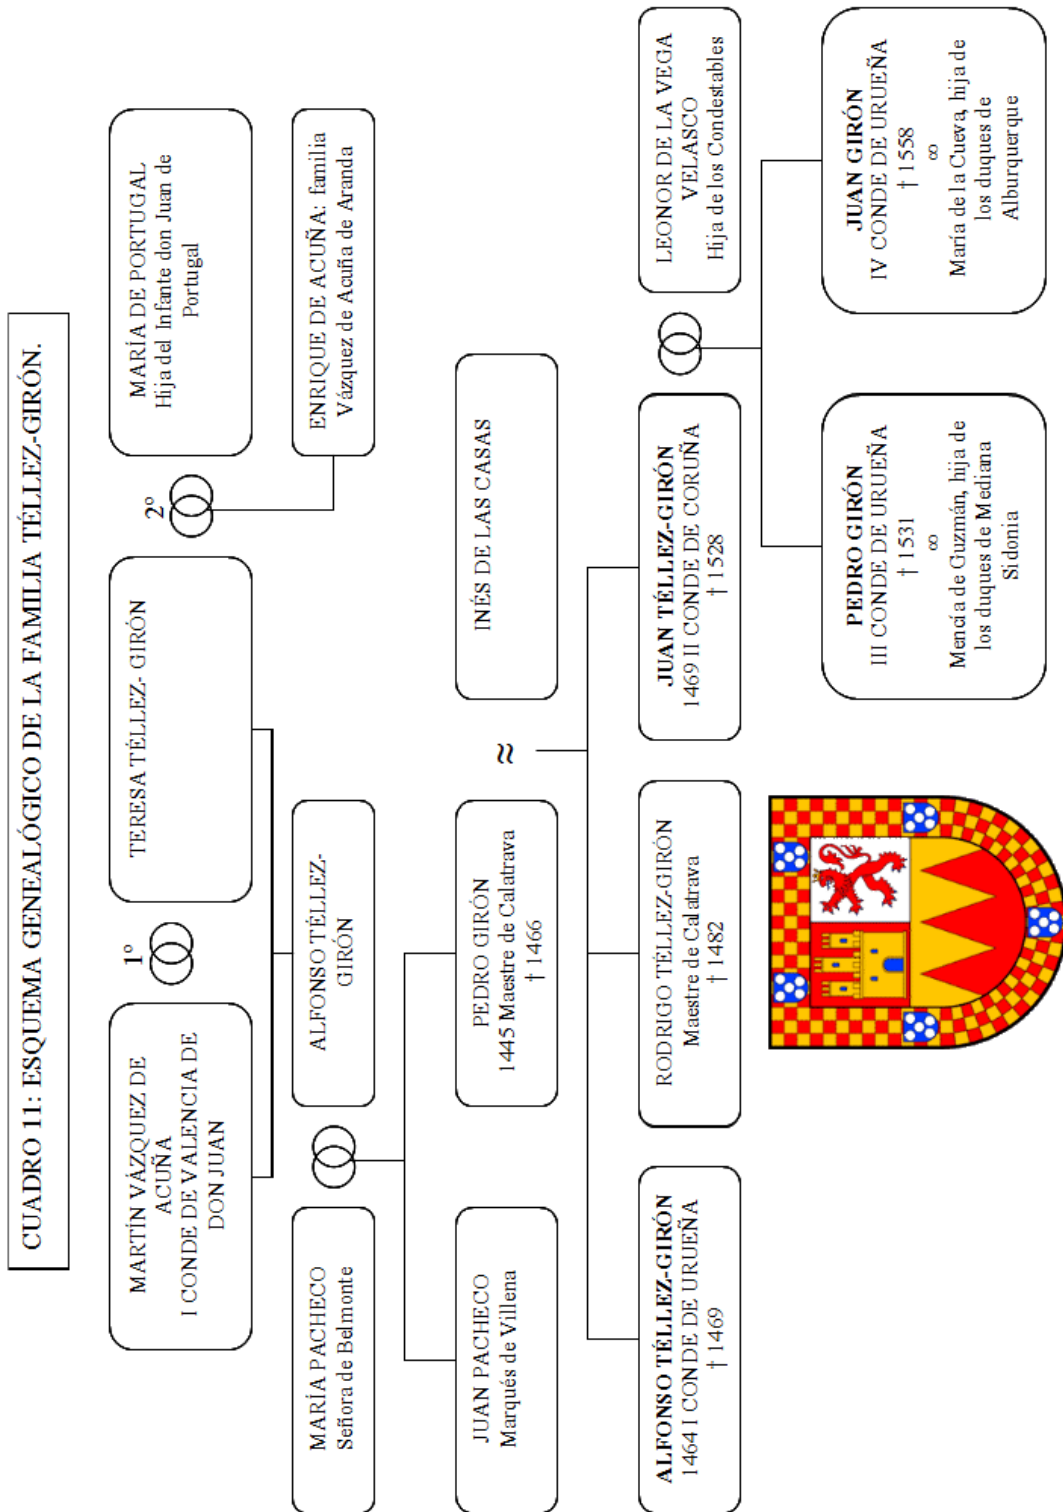 CUADRO 11: ESQUEMA GENEALÓGICO DE LA FAMILIA TÉLLEZ-GIRÓN.
MARTÍN VÁZQUEZ DE
ACUÑA
I CONDE DE VALENCIA DE
DON JUAN
1º
TERESA TÉLLEZ- GIRÓN
2º
MARÍA DE PORTUGAL
Hija del Infante don Juan de
Portugal
MARÍA PACHECO
Señora de Belmonte
ALFONSO TÉLLEZ-
GIRÓN
ENRIQUE DE ACUÑA: familia
Vázquez de Acuña de Aranda
JUAN PACHECO
Marqués de Villena
PEDRO GIRÓN
1445 Maestre de Calatrava
† 1466
≈
INÉS DE LAS CASAS
ALFONSO TÉLLEZ-GIRÓN
1464 I CONDE DE URUEÑA
† 1469
RODRIGO TÉLLEZ-GIRÓN
Maestre de Calatrava
† 1482
JUAN TÉLLEZ-GIRÓN
1469 II CONDE DE CORUÑA
† 1528
LEONOR DE LA VEGA
VELASCO
Hija de los Condestables
PEDRO GIRÓN
III CONDE DE URUEÑA
† 1531
∞
Mencía de Guzmán, hija de
los duques de Mediana
Sidonia
JUAN GIRÓN
IV CONDE DE URUEÑA
† 1558
∞
María de la Cueva, hija de
los duques de
Alburquerque